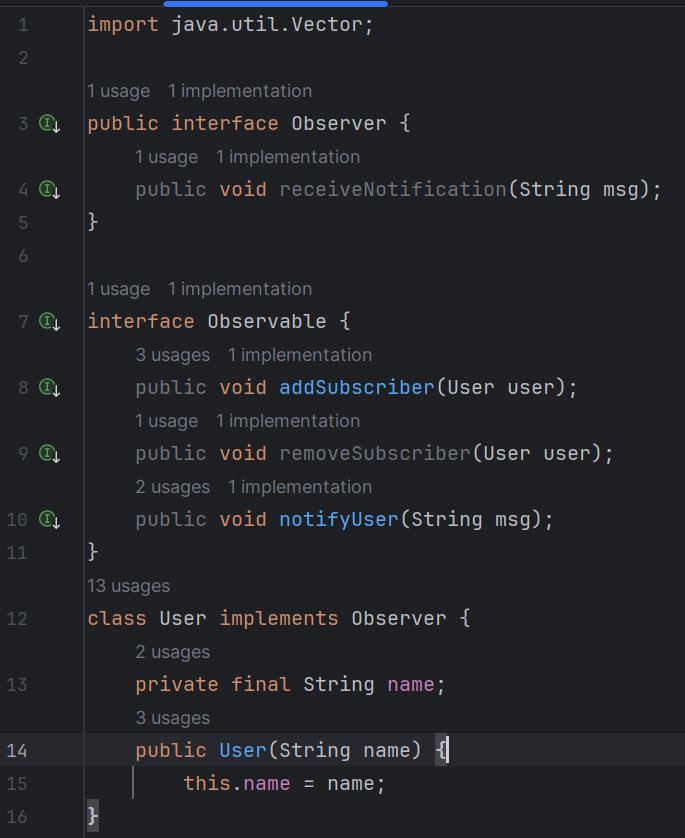 1 import java.util.Vector;
2
1 usage 1 implementation
3 public interface Observer {
1 usage 1 implementation
4 public void receiveNotification(String msg);
5 }
6
1 usage 1 implementation
7 interface Observable {
3 usages 1 implementation
8 public void addSubscriber(User user);
1 usage 1 implementation
9 public void removeSubscriber(User user);
2 usages 1 implementation
10 public void notifyUser(String msg);
11 }
13 usages
12 class User implements Observer {
2 usages
13 private final String name;
3 usages
14 public User(String name) {
15 this.name = name;
16 }